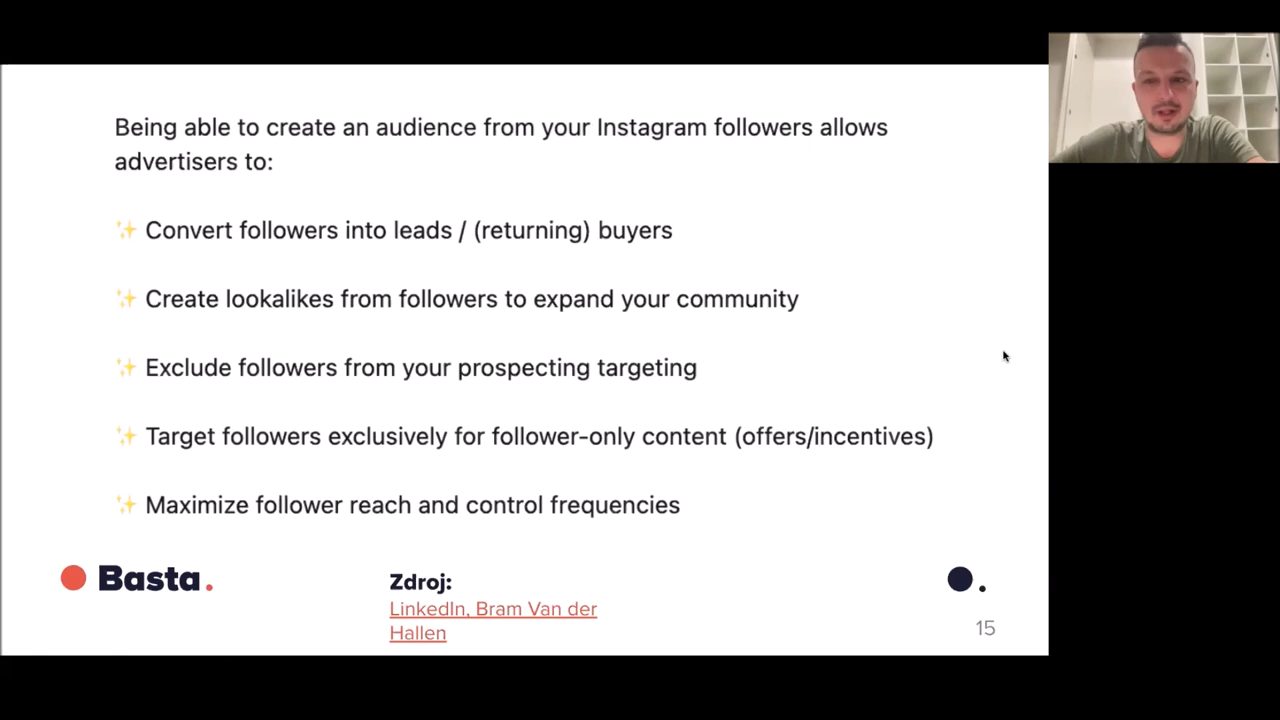 Being able to create an audience from your Instagram followers allows
advertisers to:
✨ Convert followers into leads / (returning) buyers
✨ Create lookalikes from followers to expand your community
✨ Exclude followers from your prospecting targeting
✨ Target followers exclusively for follower-only content (offers/incentives)
✨ Maximize follower reach and control frequencies
Basta.
Zdroj:
LinkedIn, Bram Van der
Hallen
15